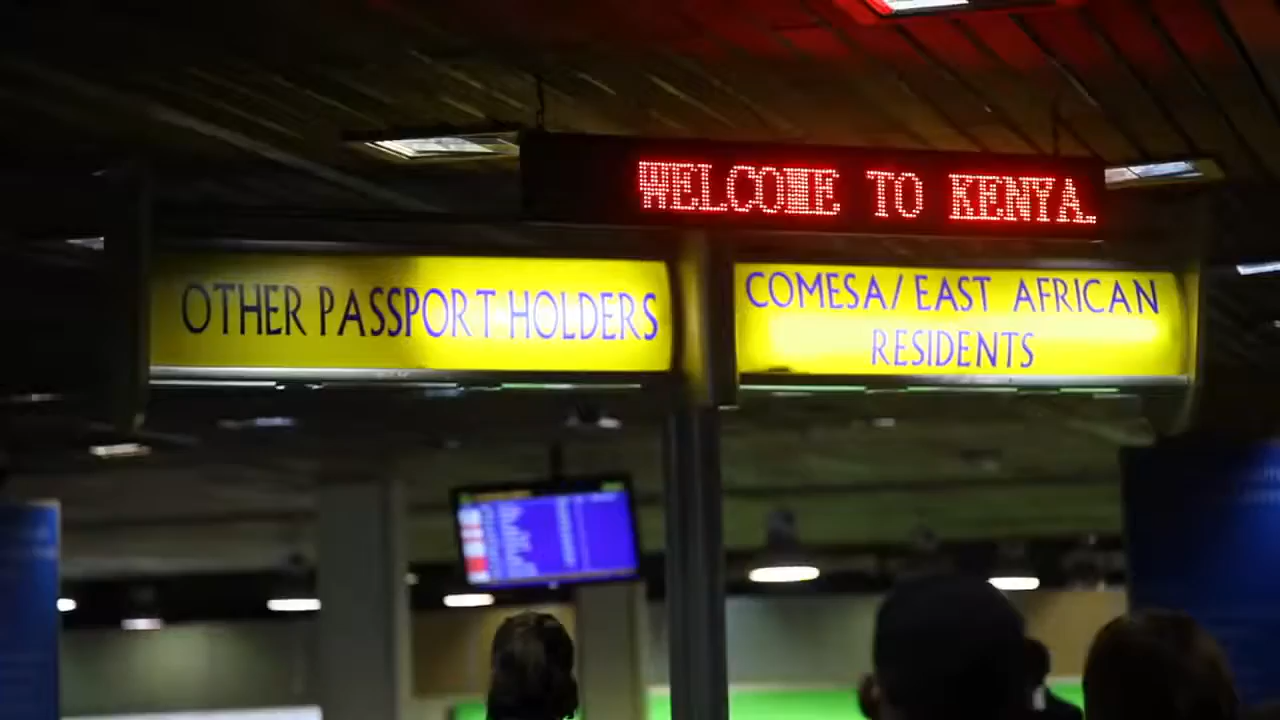 WELCOME TO KENYA.
OTHER PASSPORT HOLDERS
COMESA/EAST AFRICAN
RESIDENTS